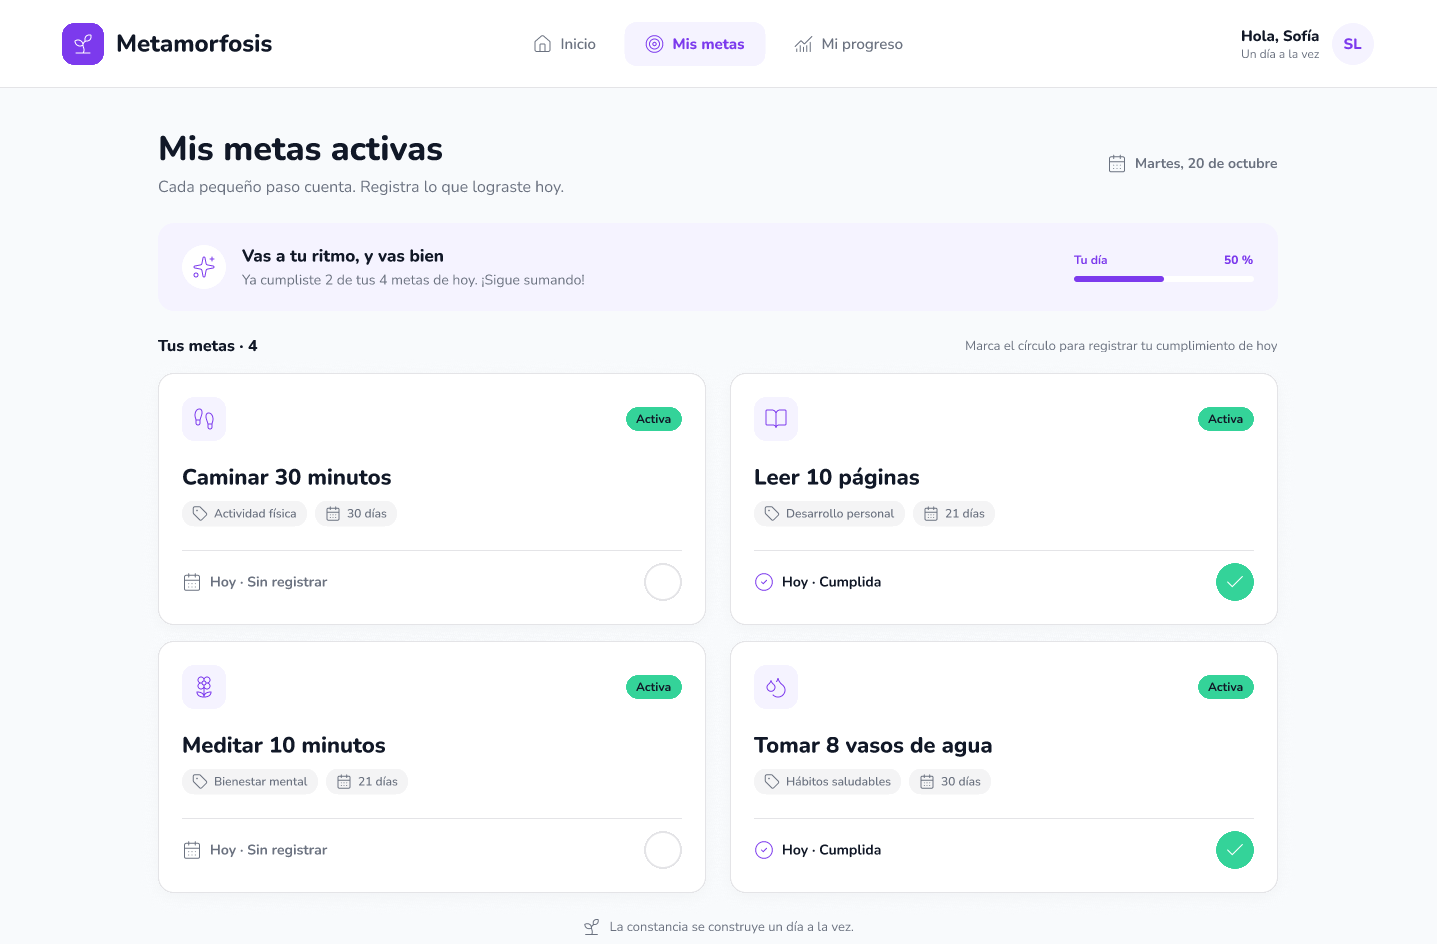 Metamorfosis
Inicio
Mis metas
Mi progreso
Hola, Sofía
Un día a la vez
SL
Mis metas activas
Cada pequeño paso cuenta. Registra lo que lograste hoy.
Martes, 20 de octubre
Vas a tu ritmo, y vas bien
Ya cumpliste 2 de tus 4 metas de hoy. ¡Sigue sumando!
Tu día
50 %
Tus metas · 4
Marca el círculo para registrar tu cumplimiento de hoy
Activa
Caminar 30 minutos
Actividad física
30 días
Hoy · Sin registrar
Activa
Leer 10 páginas
Desarrollo personal
21 días
Hoy · Cumplida
Activa
Meditar 10 minutos
Bienestar mental
21 días
Hoy · Sin registrar
Activa
Tomar 8 vasos de agua
Hábitos saludables
30 días
Hoy · Cumplida
La constancia se construye un día a la vez.